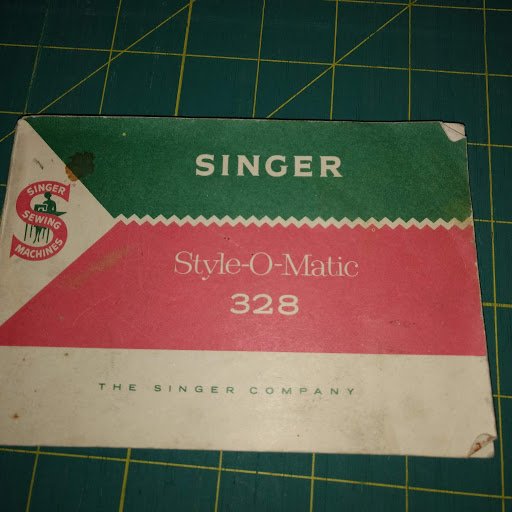 SINGER
SINGER
SEWING
MACHINES
Style-O-Matic
328
THE SINGER COMPANY